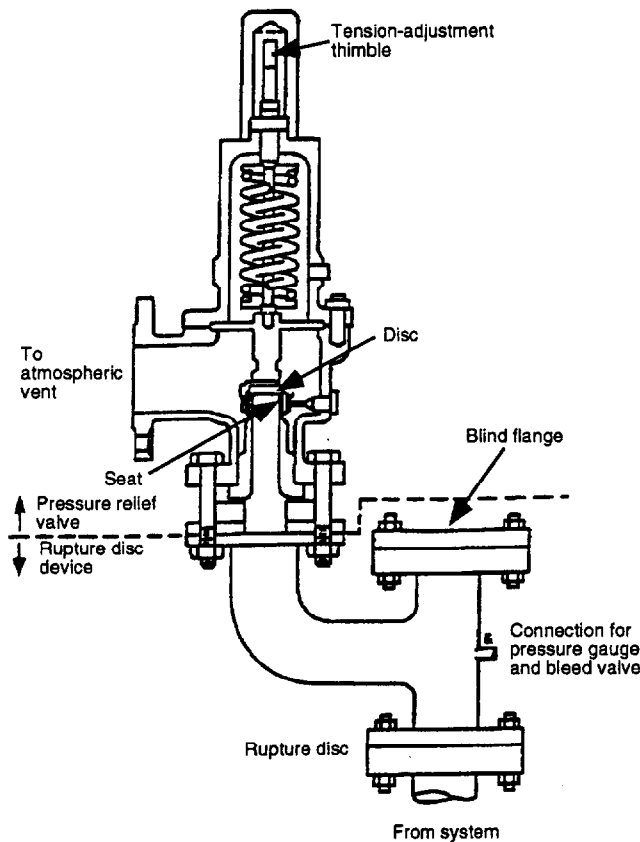 Tension-adjustment
thimble
Disc
To
atmospheric
vent
Seat
Blind flange
Pressure relief
valve
Rupture disc
device
Connection for
pressure gauge
and bleed valve
Rupture disc
From system